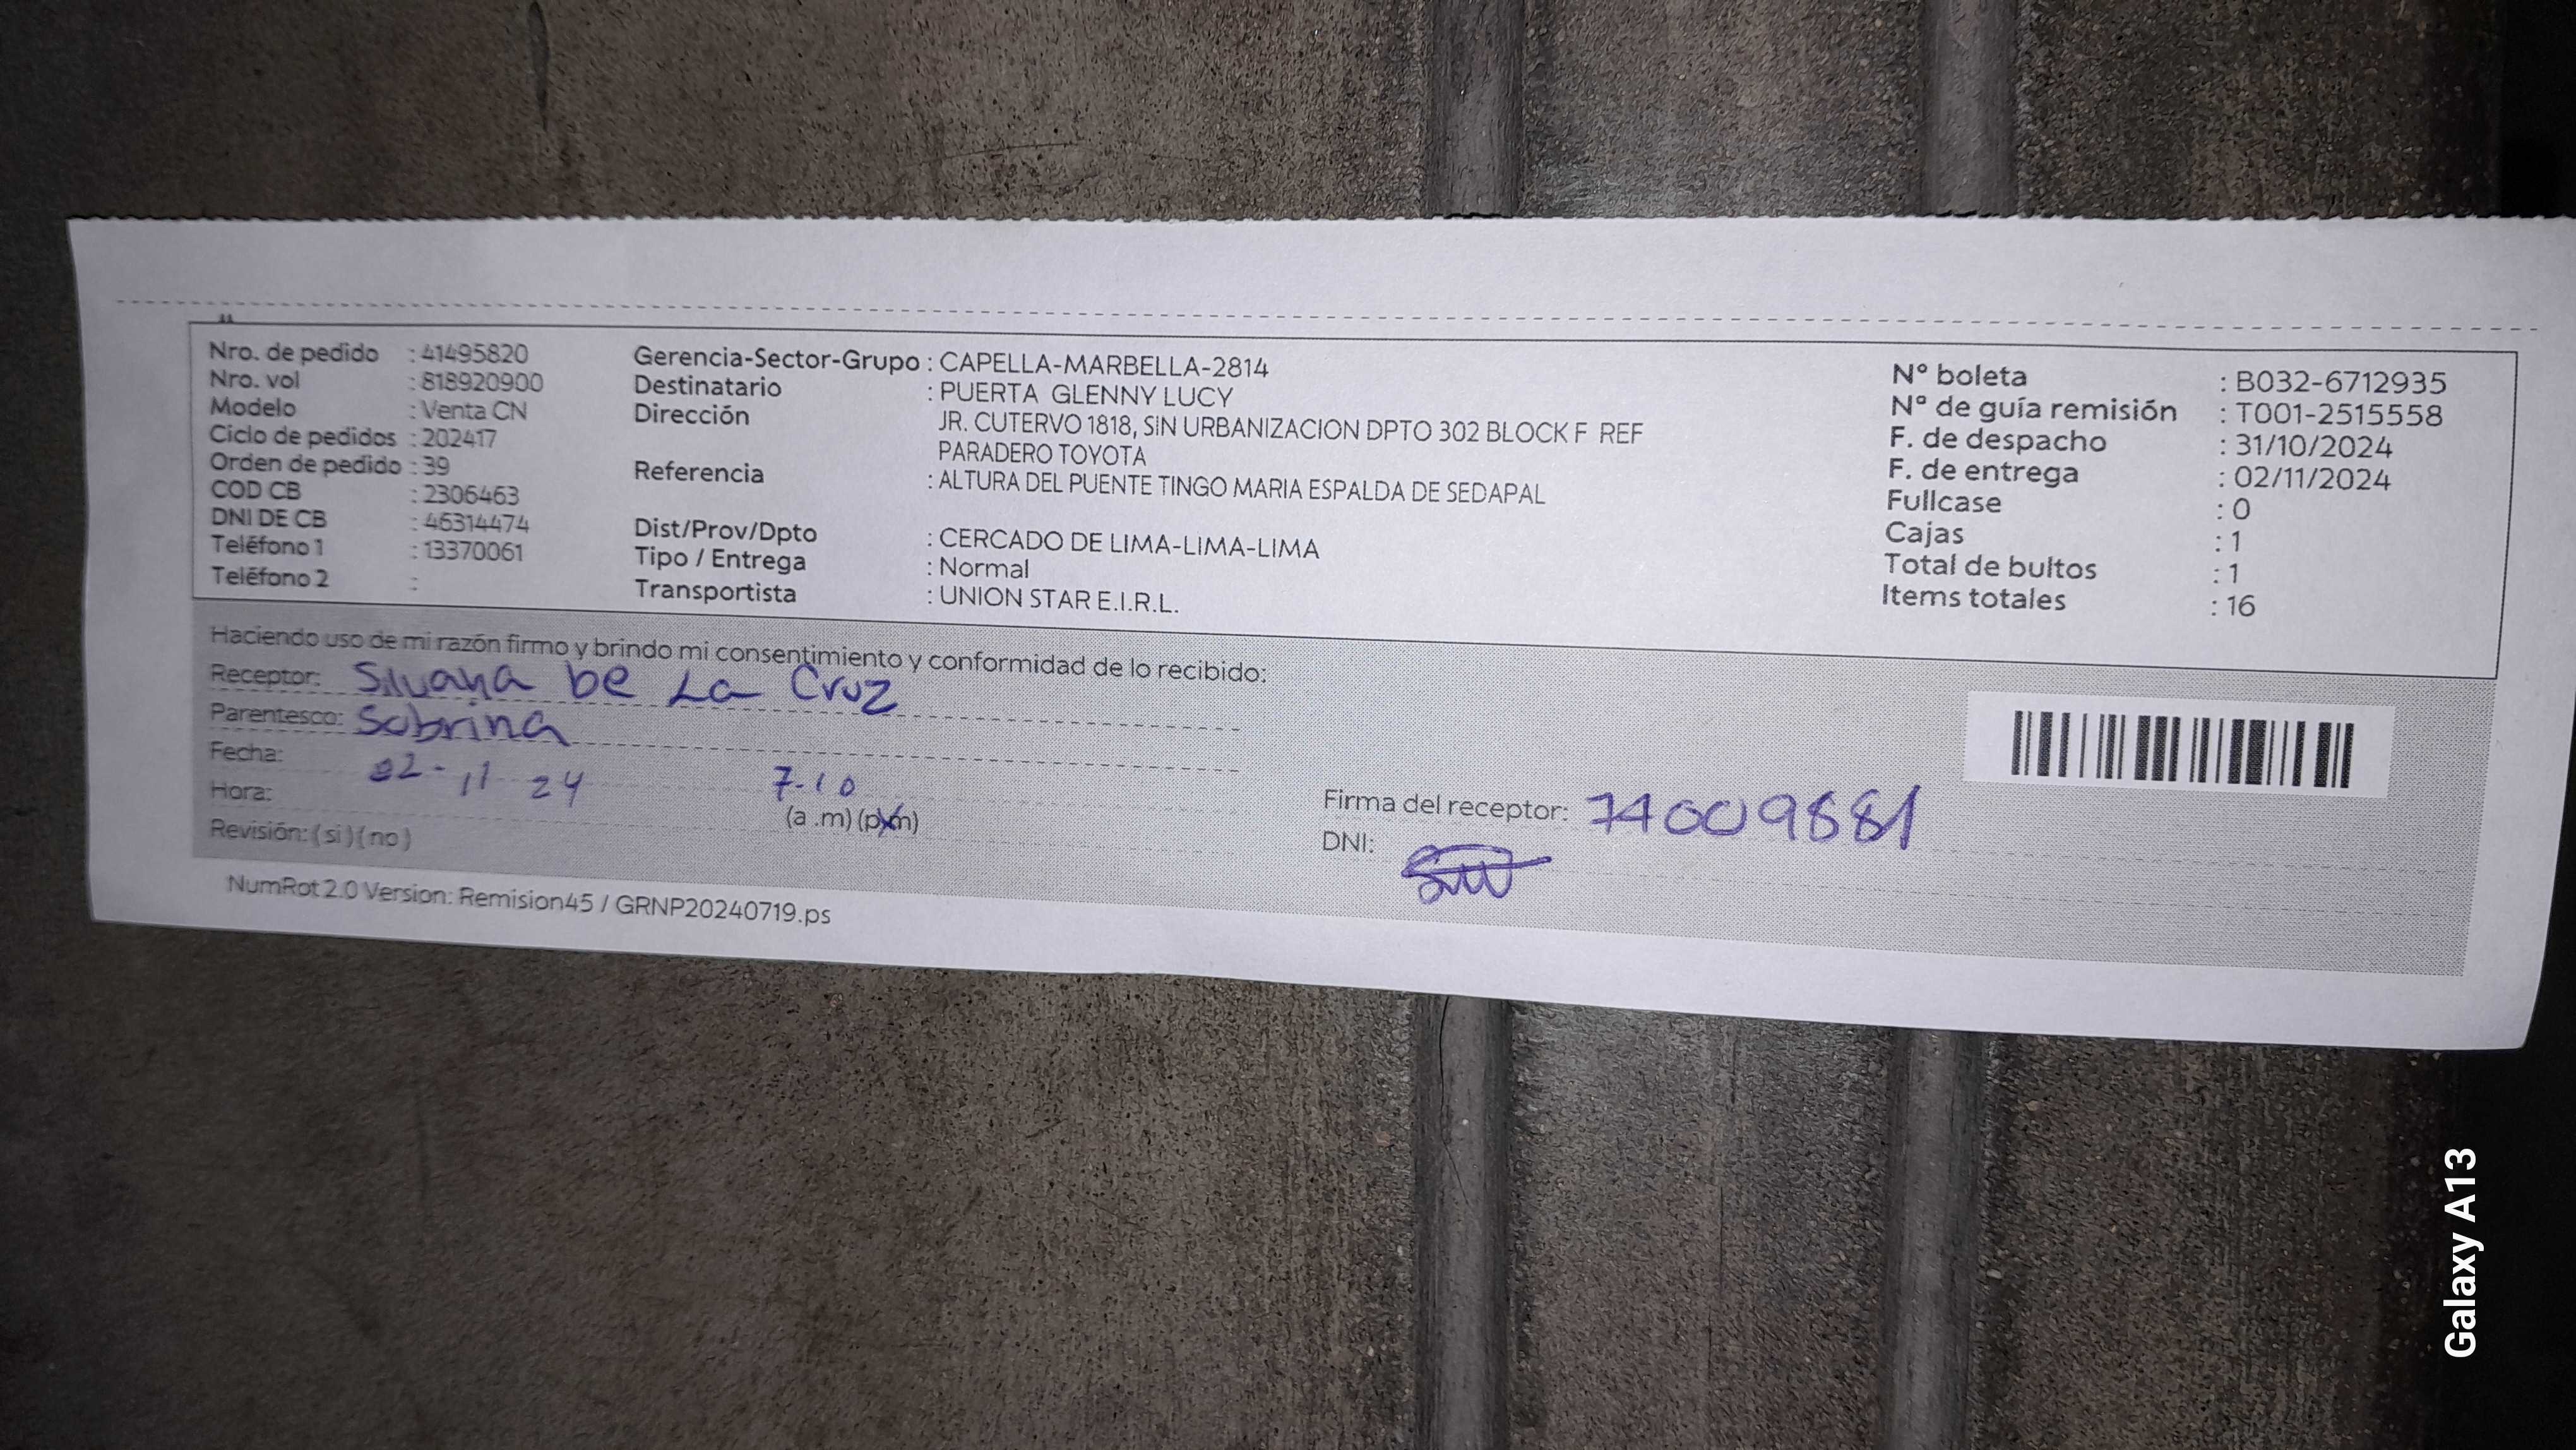 Nro. de pedido : 41495820
Nro. vol : 818920900
Modelo : Venta CN
Ciclo de pedidos : 202417
Orden de pedido : 39
COD CB : 2306463
DNI DE CB : 46314474
Teléfono 1 : 13370061
Teléfono 2 :
Gerencia-Sector-Grupo : CAPELLA-MARBELLA-2814
Destinatario : PUERTA GLENNY LUCY
Dirección JR. CUTERVO 1818, SIN URBANIZACION DPTO 302 BLOCK F REF
PARADERO TOYOTA
Referencia : ALTURA DEL PUENTE TINGO MARIA ESPALDA DE SEDAPAL
Dist/Prov/Dpto : CERCADO DE LIMA-LIMA-LIMA
Tipo / Entrega : Normal
Transportista : UNION STAR E.I.R.L.
N° boleta : B032-6712935
N° de guía remisión : T001-2515558
F. de despacho : 31/10/2024
F. de entrega : 02/11/2024
Fullcase : 0
Cajas : 1
Total de bultos : 1
Items totales : 16
Haciendo uso de mi razón firmo y brindo mi consentimiento y conformidad de lo recibido:
Receptor: Silvana De La Cruz
Parentesco: Sobrina
Fecha: 02-11 24
Hora: 7-10
(a .m) (p.m)
Revisión: ( si ) ( no )
Firma del receptor: 74009881
DNI:
NumRot 2.0 Version: Remision45 / GRNP20240719.ps
Galaxy A13